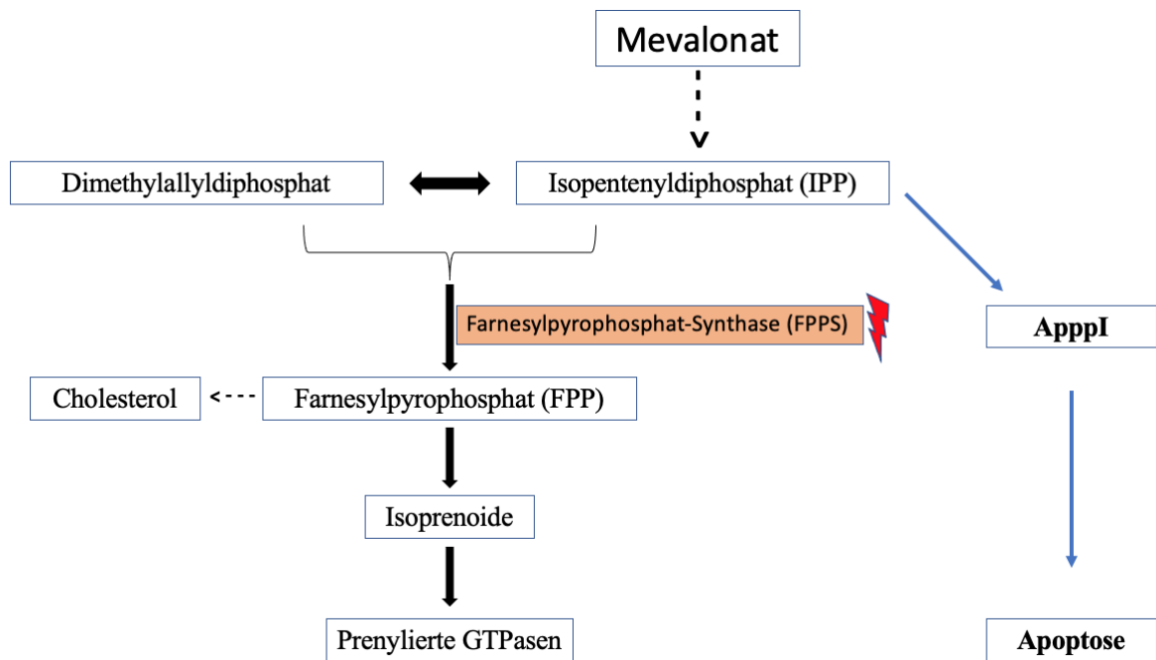 Mevalonat
Dimethylallyldiphosphat
Isopentenyldiphosphat (IPP)
Farnesylpyrophosphat-Synthase (FPPS)
ApppI
Cholesterol
Farnesylpyrophosphat (FPP)
Isoprenoide
Prenylierte GTPasen
Apoptose